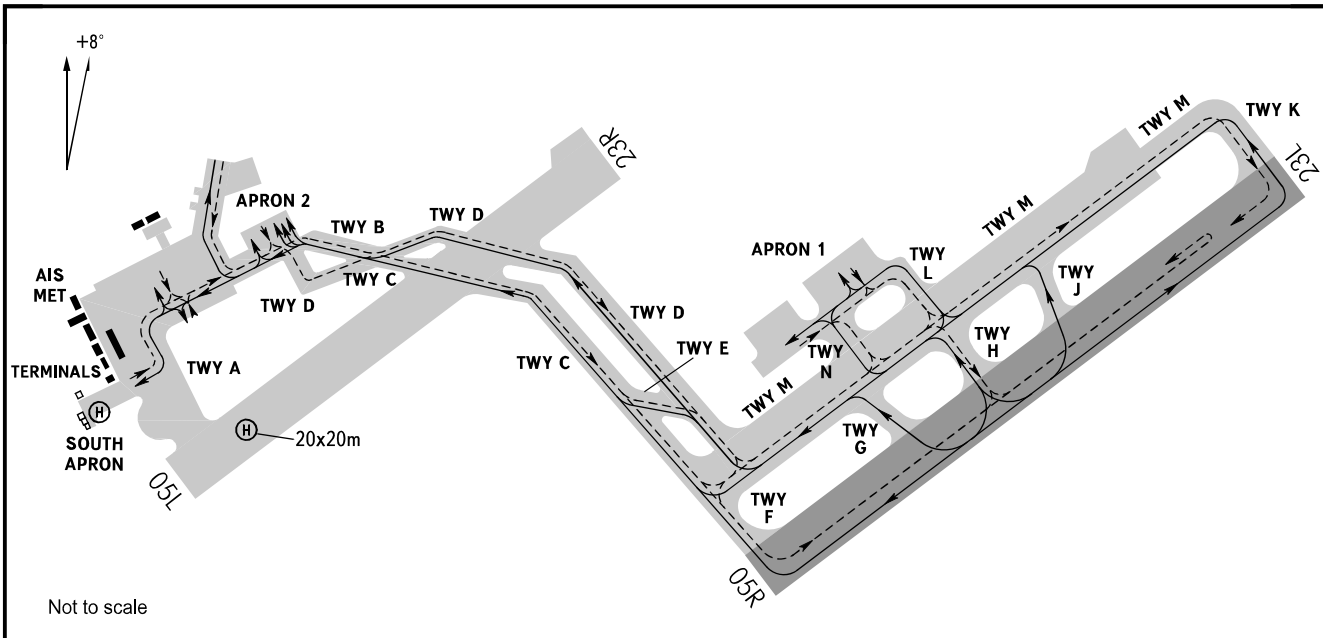 +8°
23R
TWY M
TWY K
23L
APRON 2
TWY B
TWY D
TWY M
APRON 1
TWY
L
AIS
MET
TWY C
TWY
J
TWY D
TWY D
TWY
H
TWY E
TERMINALS
TWY A
TWY C
TWY
N
TWY M
H
H
20x20m
SOUTH
APRON
TWY
G
05L
TWY
F
05R
Not to scale